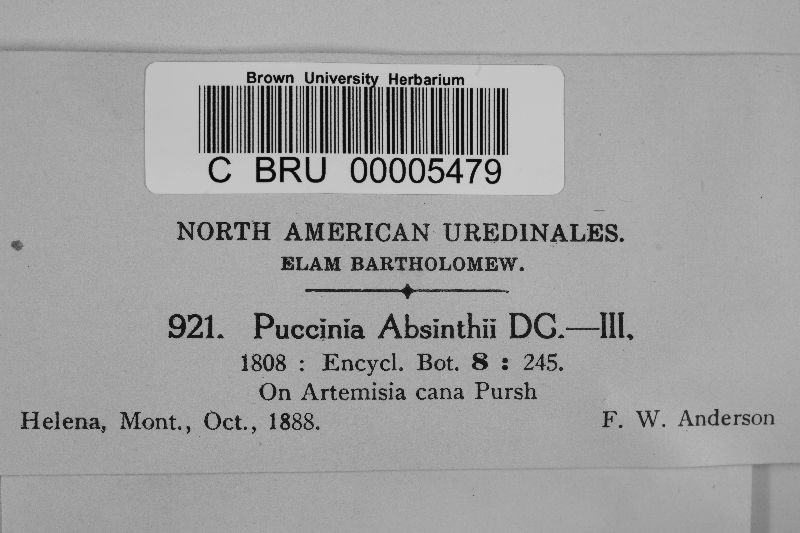 Brown University Herbarium
C BRU 00005479
NORTH AMERICAN UREDINALES.
ELAM BARTHOLOMEW.
921. Puccinia Absinthii DC.—III.
1808 : Encycl. Bot. 8 : 245.
On Artemisia cana Pursh
Helena, Mont., Oct., 1888. F. W. Anderson